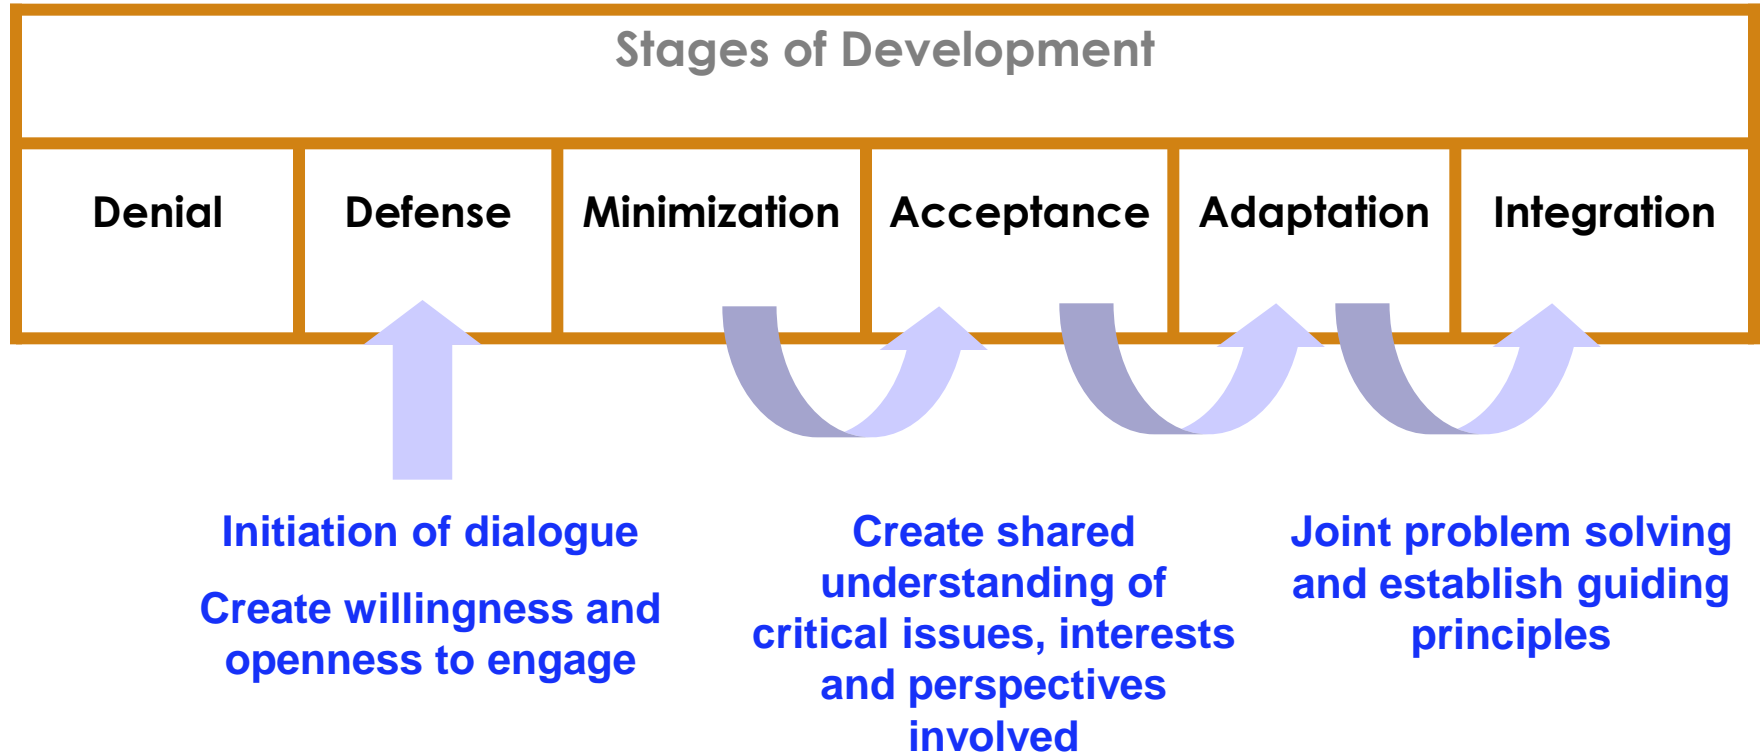 Stages of Development
Denial
Defense
Minimization
Acceptance
Adaptation
Integration
Initiation of dialogue
Create willingness and
openness to engage
Create shared
understanding of
critical issues, interests
and perspectives
involved
Joint problem solving
and establish guiding
principles